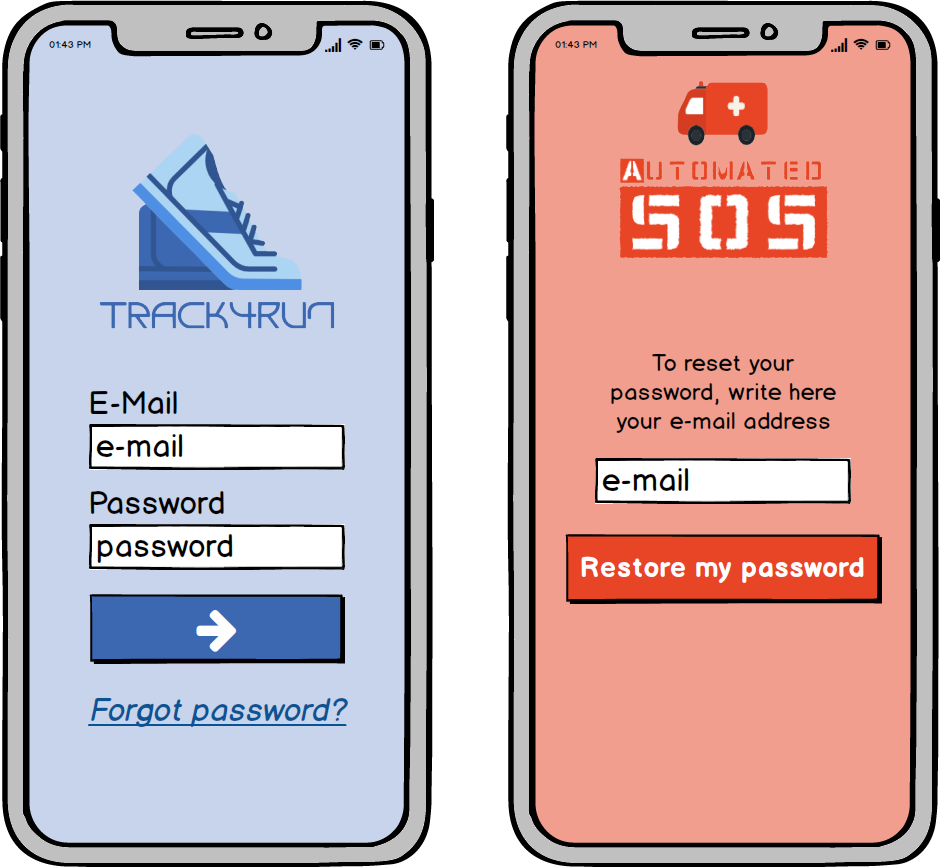 01:43 PM
TRACK4RUN
E-Mail
e-mail
Password
password
Forgot password?
01:43 PM
AUTOMATED
SOS
To reset your
password, write here
your e-mail address
e-mail
Restore my password